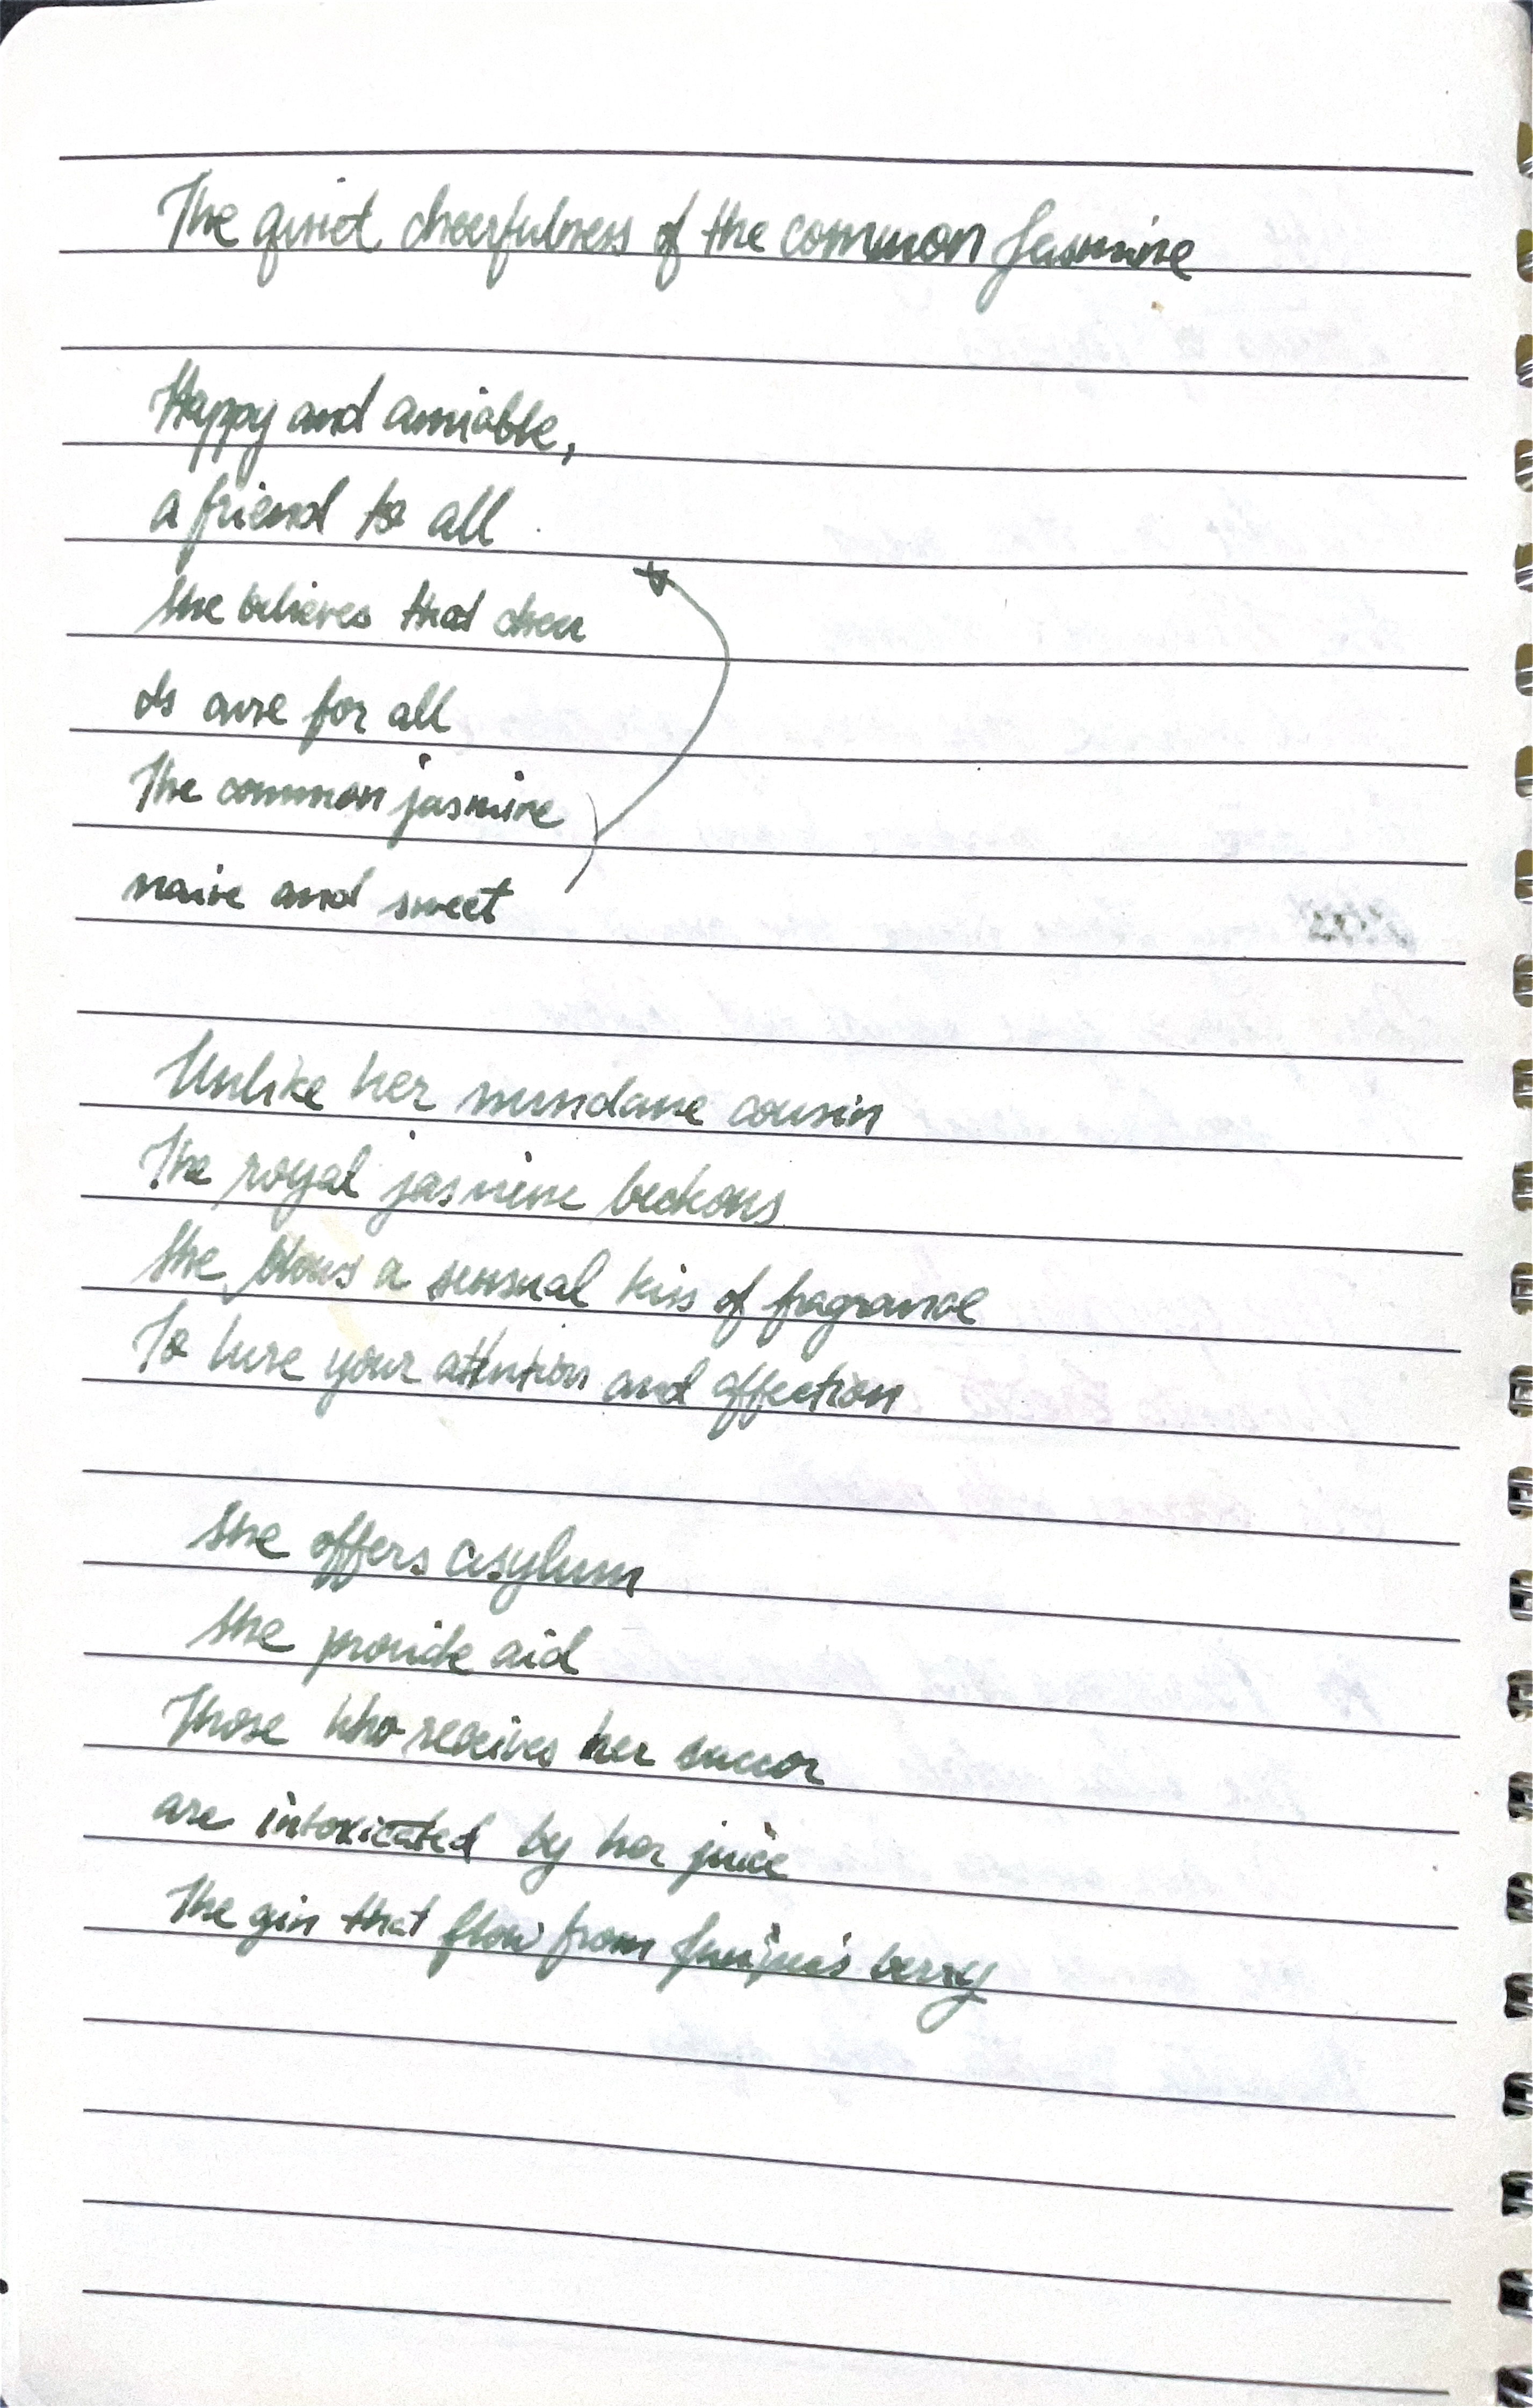 The quiet cheerfulness of the common Jasmine
Happy and amiable,
a friend to all
She believes that cheer
Is cure for all
The common jasmine
naive and sweet
Unlike her mundane cousin
The royal jasmine beckons
She blows a sensual kiss of fragrance
To lure your attention and affection
She offers asylum
She provide aid
Those who receives her succor
are intoxicated by her juice
The gin that flow from berry